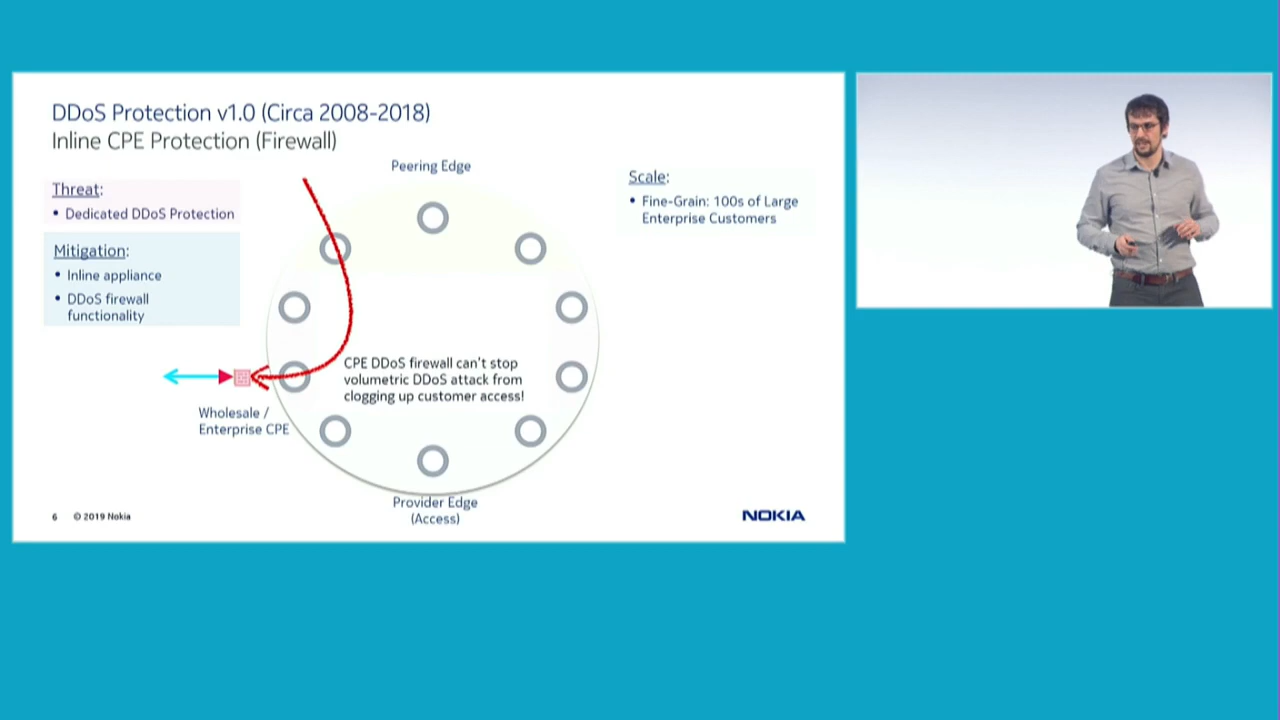 DDoS Protection v1.0 (Circa 2008-2018)
Inline CPE Protection (Firewall)
Peering Edge
Threat:
• Dedicated DDoS Protection
Mitigation:
• Inline appliance
• DDoS firewall
functionality
Scale:
• Fine-Grain: 100s of Large
Enterprise Customers
CPE DDoS firewall can't stop
volumetric DDoS attack from
clogging up customer access!
Wholesale /
Enterprise CPE
Provider Edge
(Access)
6 © 2019 Nokia
NOKIA